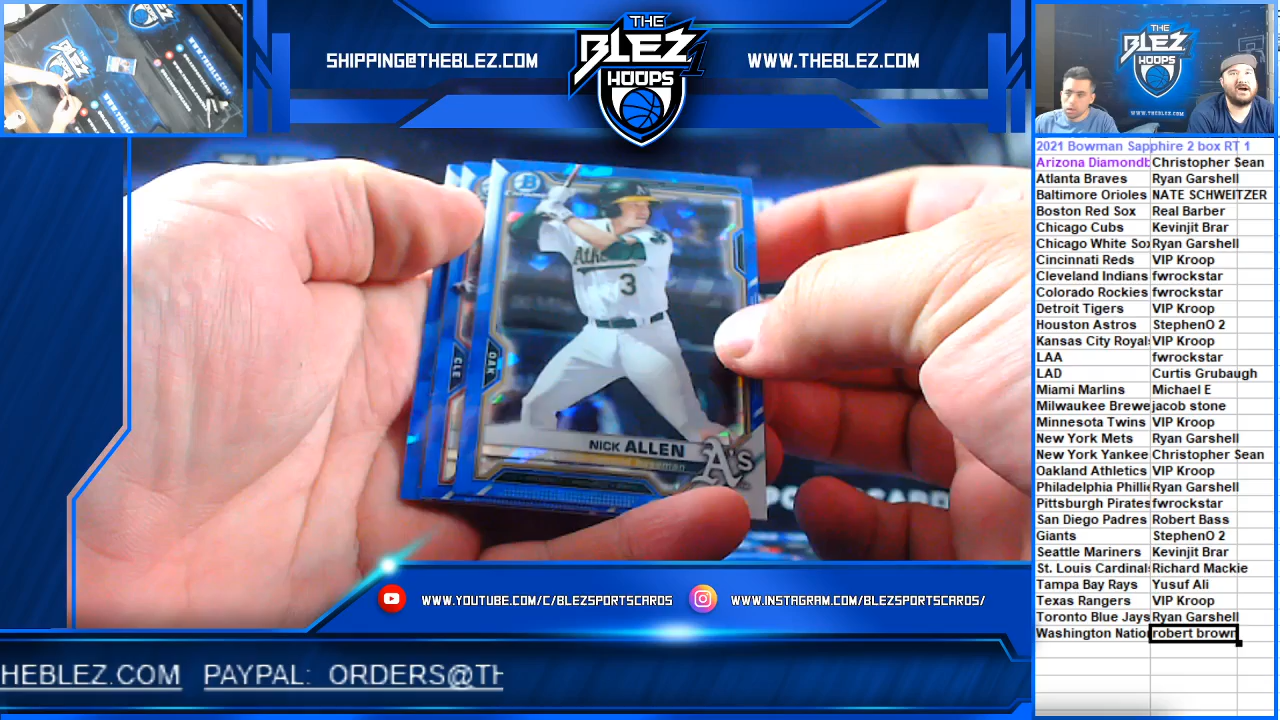 SHIPPING@THEBLEZ.COM
THE
BLEZ
HOOPS
1
WWW.THEBLEZ.COM
THE
BLEZ
HOOPS
WWW.THEBLEZ.COM
2021 Bowman Sapphire 2 box RT 1
Arizona Diamondb Christopher Sean
Atlanta Braves Ryan Garshell
Baltimore Orioles NATE SCHWEITZER
Boston Red Sox Real Barber
Chicago Cubs Kevinjit Brar
Chicago White Sox Ryan Garshell
Cincinnati Reds VIP Kroop
Cleveland Indians fwrockstar
Colorado Rockies fwrockstar
Detroit Tigers VIP Kroop
Houston Astros StephenO 2
Kansas City Royals VIP Kroop
LAA fwrockstar
LAD Curtis Grubaugh
Miami Marlins Michael E
Milwaukee Brewe jacob stone
Minnesota Twins VIP Kroop
New York Mets Ryan Garshell
New York Yankee Christopher Sean
Oakland Athletics VIP Kroop
Philadelphia Phillie Ryan Garshell
Pittsburgh Pirates fwrockstar
San Diego Padres Robert Bass
Giants StephenO 2
Seattle Mariners Kevinjit Brar
St. Louis Cardinals Richard Mackie
Tampa Bay Rays Yusuf Ali
Texas Rangers VIP Kroop
Toronto Blue Jays Ryan Garshell
Washington Natio robert brown
B
3
CLE
OAK
NICK ALLEN
A's
WWW.YOUTUBE.COM/C/BLEZSPORTSCARDS
WWW.INSTAGRAM.COM/BLEZSPORTSCARDS/
HEBLEZ.COM PAYPAL: ORDERS@TH